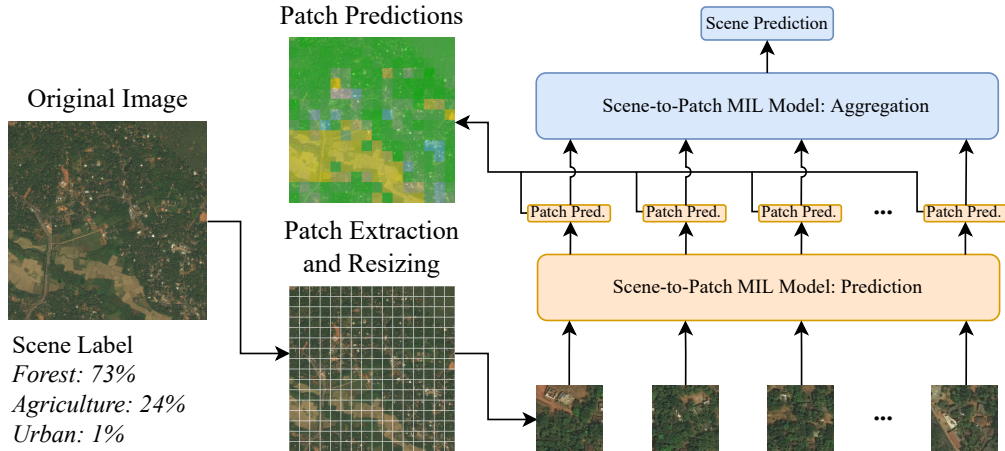 Original Image
Scene Label
Forest: 73%
Agriculture: 24%
Urban: 1%
Patch Predictions
Patch Extraction
and Resizing
Scene Prediction
Scene-to-Patch MIL Model: Aggregation
Patch Pred.
Patch Pred.
Patch Pred.
...
Patch Pred.
Scene-to-Patch MIL Model: Prediction
...